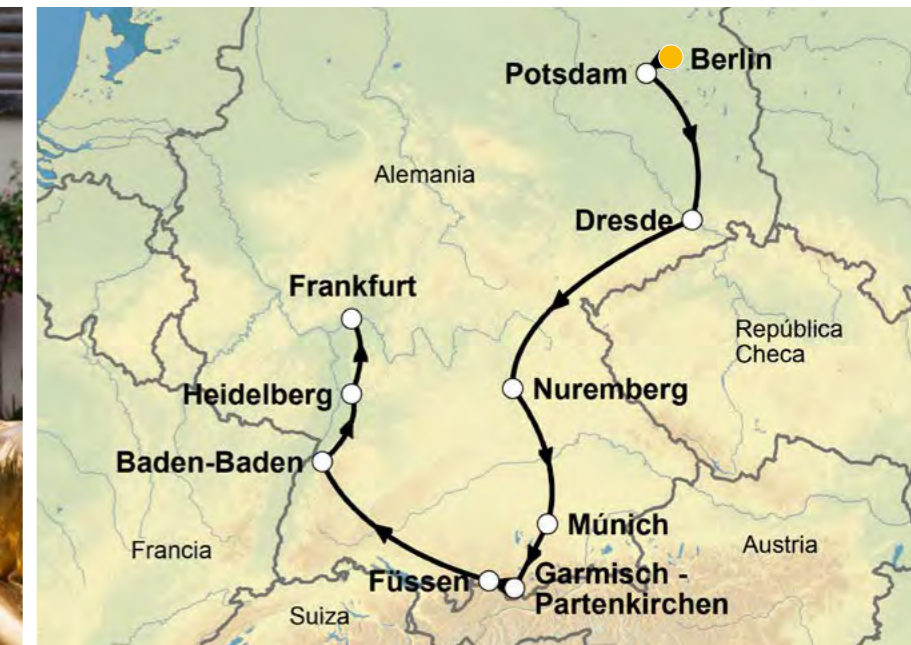 Berlin
Potsdam
Alemania
Dresde
Frankfurt
República
Checa
Heidelberg
Nuremberg
Baden-Baden
Múnich
Francia
Austria
Füssen
Garmisch -
Partenkirchen
Suiza